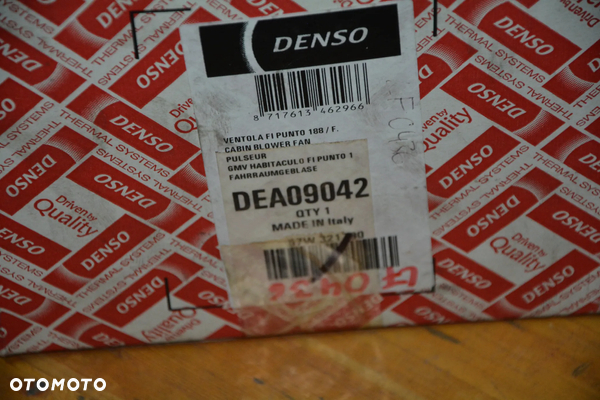 DENSO
8 717613 462966
VENTOLA FI PUNTO 188 / F.
CABIN BLOWER FAN
PULSEUR
GMV HABITACULO FI PUNTO 1
FAHRRAUMGEBLASE
DEA09042
QTY 1
MADE IN Italy
DENSO
THERMAL SYSTEMS
Driven by
Quality
OTOMOTO